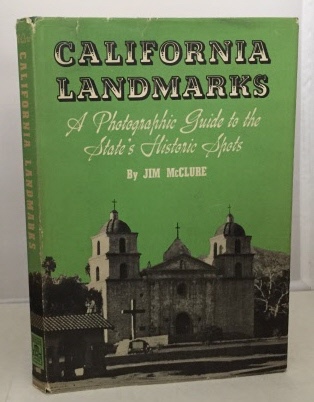 CALIFORNIA
LANDMARKS
A Photographic Guide to the
State's Historic Spots
By JIM McCLURE
CALIFORNIA LANDMARKS